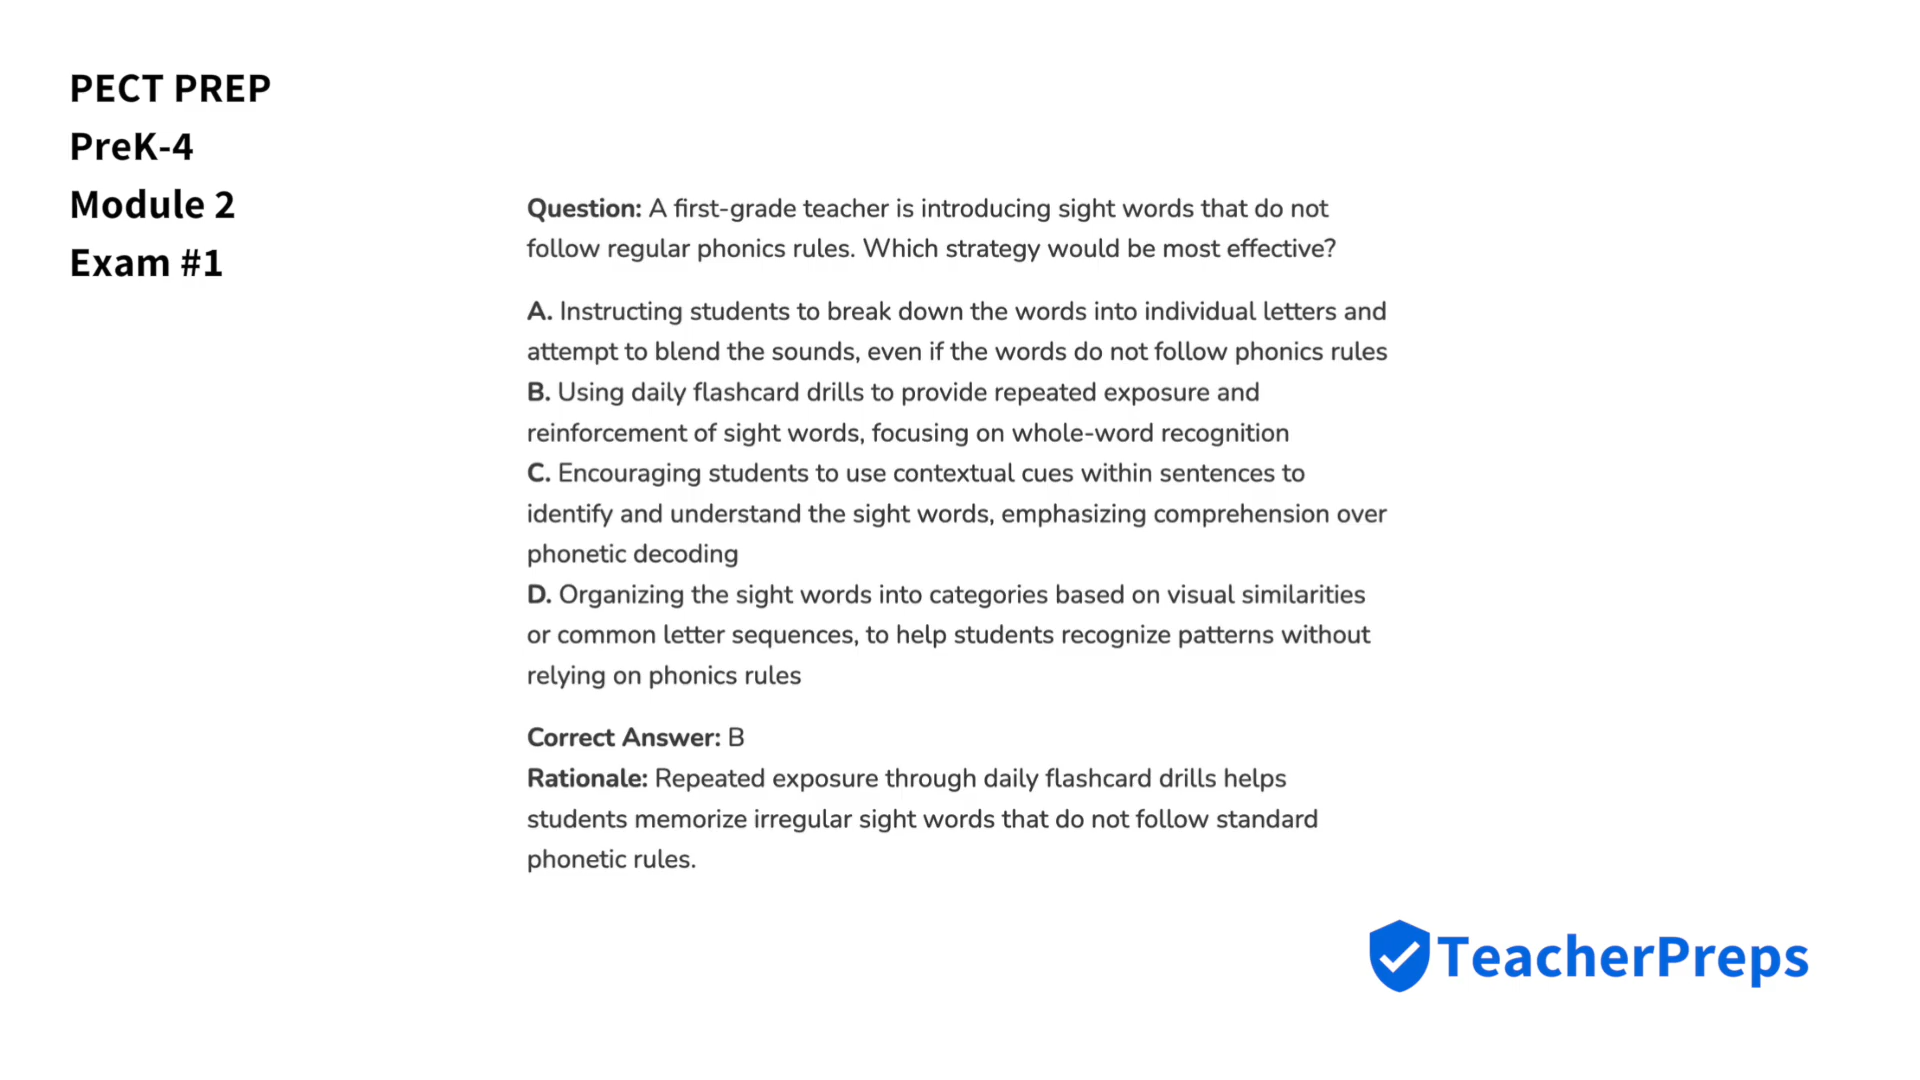 PECT PREP
PreK-4
Module 2
Exam #1
Question: A first-grade teacher is introducing sight words that do not
follow regular phonics rules. Which strategy would be most effective?
A. Instructing students to break down the words into individual letters and
attempt to blend the sounds, even if the words do not follow phonics rules
B. Using daily flashcard drills to provide repeated exposure and
reinforcement of sight words, focusing on whole-word recognition
C. Encouraging students to use contextual cues within sentences to
identify and understand the sight words, emphasizing comprehension over
phonetic decoding
D. Organizing the sight words into categories based on visual similarities
or common letter sequences, to help students recognize patterns without
relying on phonics rules
Correct Answer: B
Rationale: Repeated exposure through daily flashcard drills helps
students memorize irregular sight words that do not follow standard
phonetic rules.
TeacherPreps